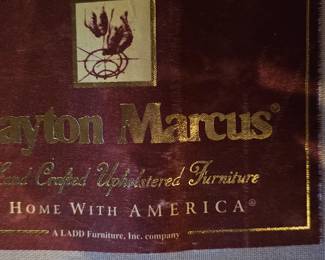 ayton Marcus®
Hand Crafted Upholstered Furniture
HOME WITH AMERICA®
A LADD Furniture, Inc. company